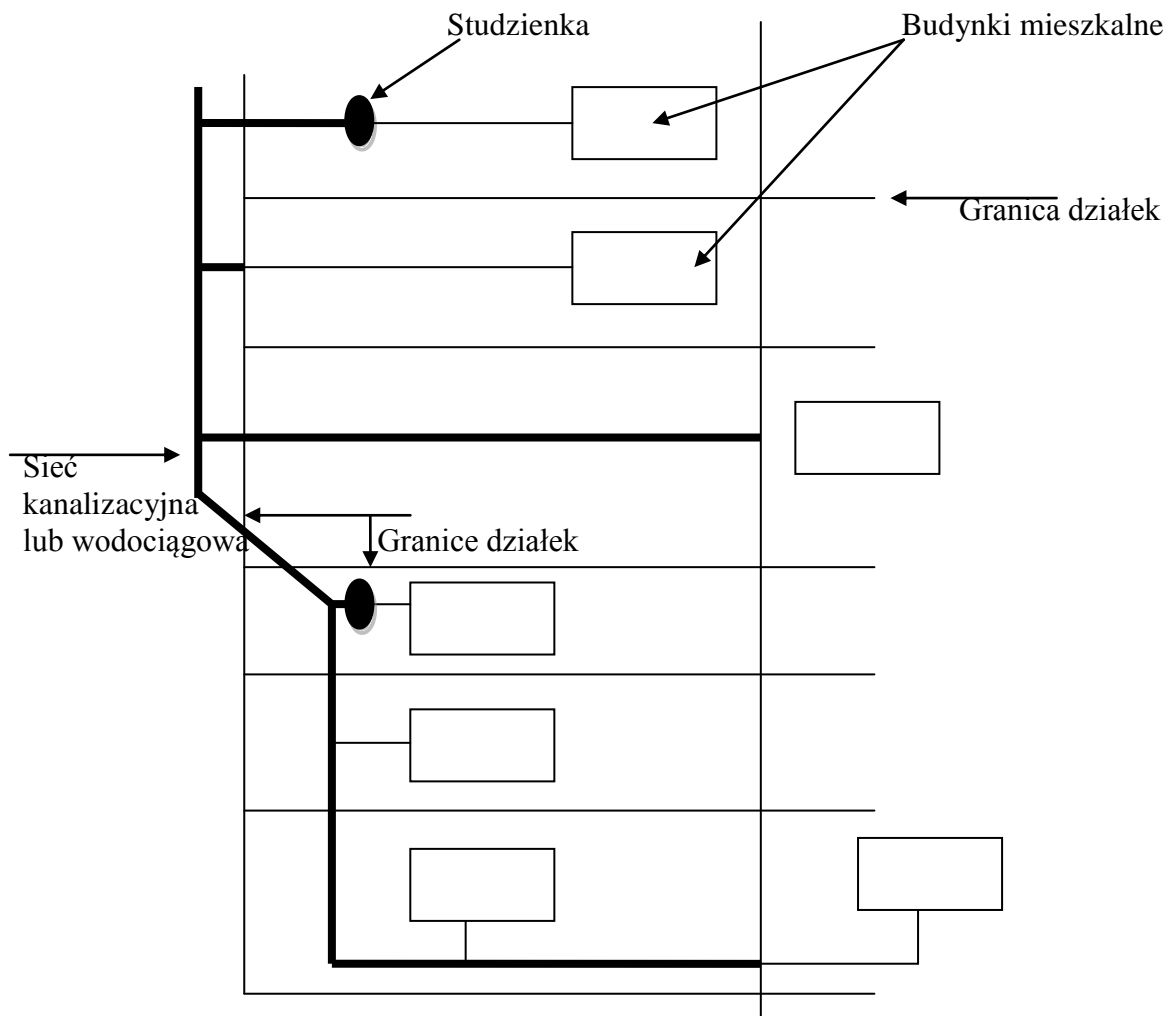 Studzienka
Budynki mieszkalne
Granica działek
Sieć
kanalizacyjna
lub wodociągowa
Granice działek